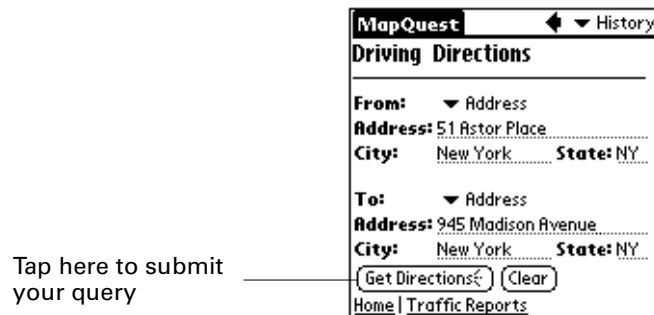 MapQuest History
Driving Directions
From: Address
Address: 51 Astor Place
City: New York State: NY
To: Address
Address: 945 Madison Avenue
City: New York State: NY
Tap here to submit
your query
Get Directions Clear
Home | Traffic Reports